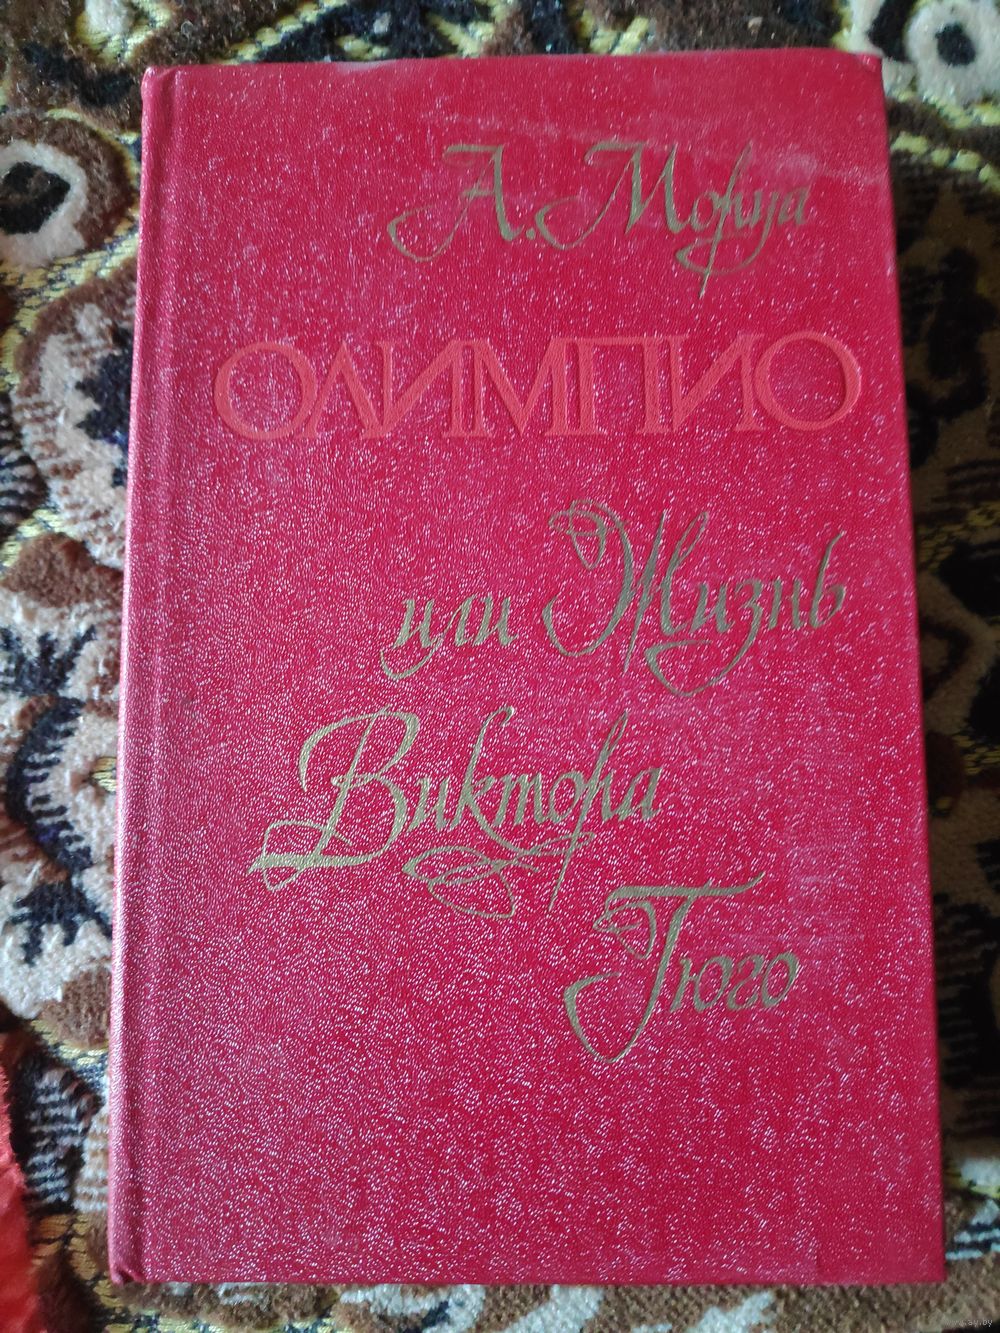 А. Моруа
ОЛИМПИО
или Жизнь
Виктора
Гюго